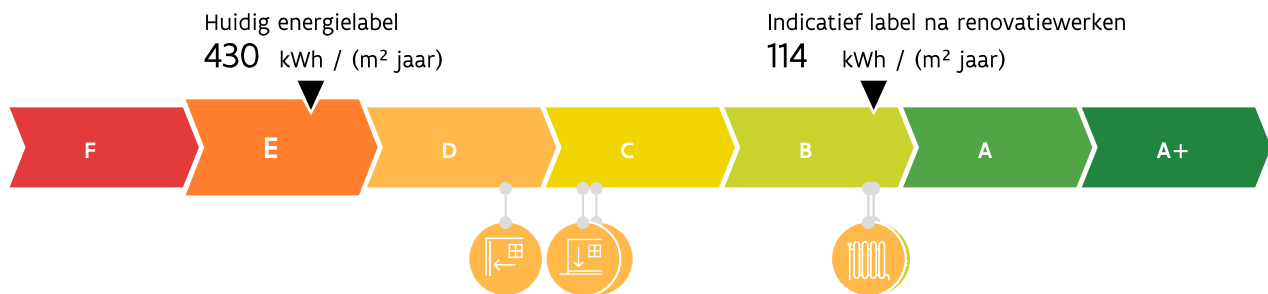 Huidig energielabel
430 kWh / (m² jaar)
Indicatief label na renovatiewerken
114 kWh / (m² jaar)
F E D C B A A+